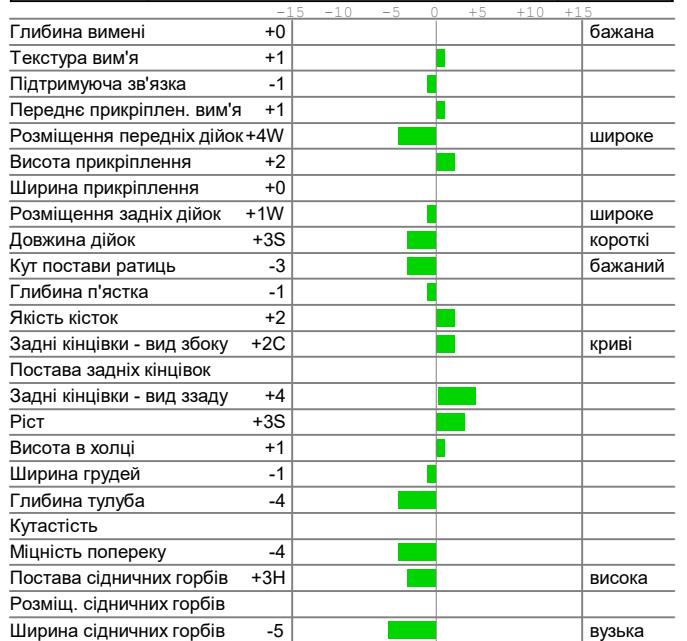 -15 -10 -5 0 +5 +10 +15
Глибина вимені +0 бажана
Текстура вим'я +1
Підтримуюча зв'язка -1
Переднє прикріплен. вим'я +1
Розміщення передніх дійок +4W широке
Висота прикріплення +2
Ширина прикріплення +0
Розміщення задніх дійок +1W широке
Довжина дійок +3S короткі
Кут постави ратиць -3 бажаний
Глибина п'ястка -1
Якість кісток +2
Задні кінцівки - вид збоку +2C криві
Постава задніх кінцівок
Задні кінцівки - вид ззаду +4
Ріст +3S
Висота в холці +1
Ширина грудей -1
Глибина тулуба -4
Кутастість
Міцність попереку -4
Постава сідничних горбів +3H висока
Розміщ. сідничних горбів
Ширина сідничних горбів -5 вузька